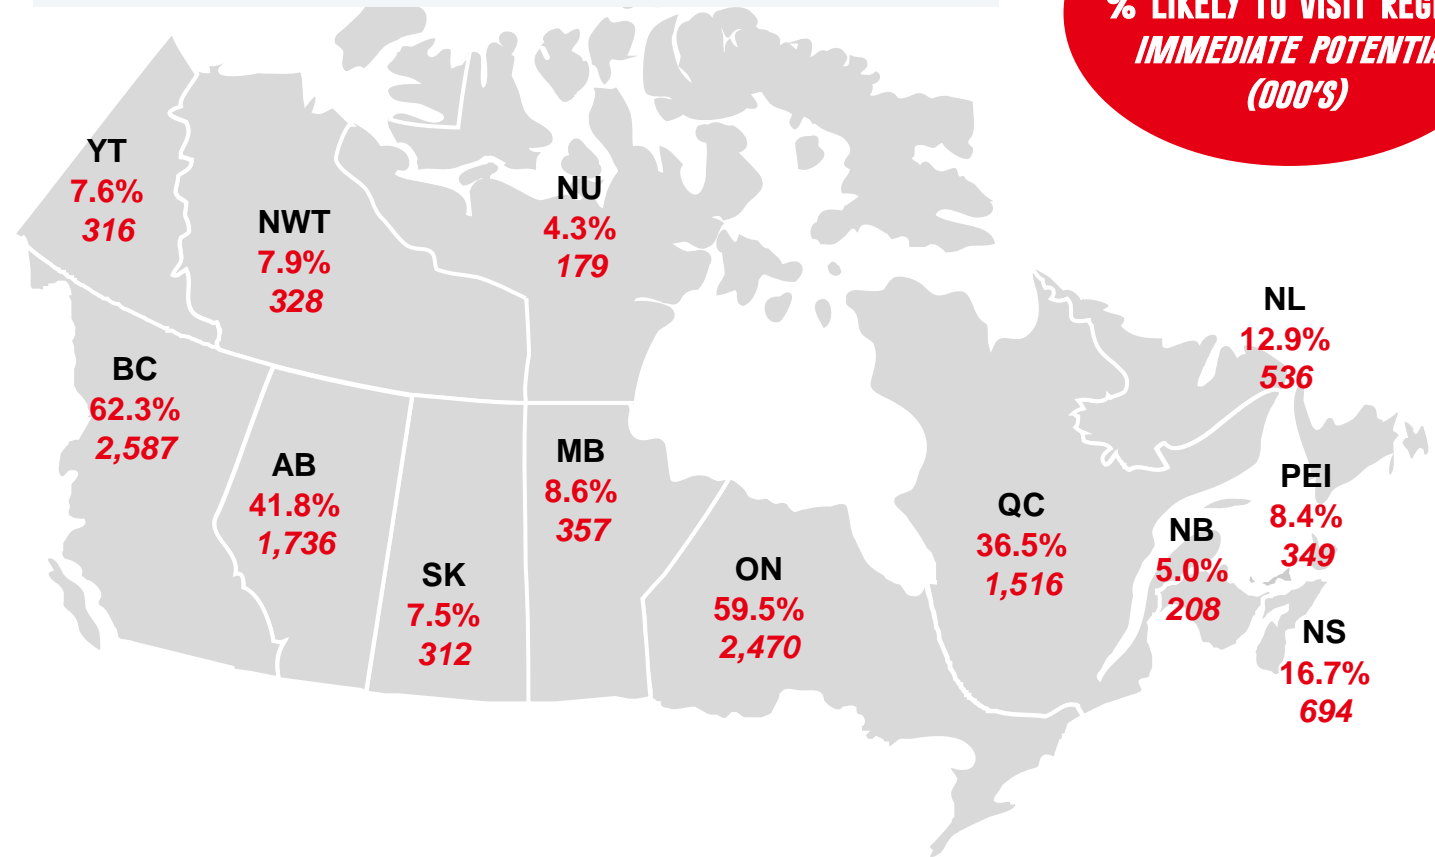 % LIKELY TO VISIT
IMMEDIATE
(000'S)
YT
7.6%
316
NWT
7.9%
328
NU
4.3%
179
NL
12.9%
536
BC
62.3%
2,587
AB
41.8%
1,736
MB
8.6%
357
SK
7.5%
312
ON
59.5%
2,470
QC
36.5%
1,516
NB
5.0%
208
PEI
8.4%
349
NS
16.7%
694